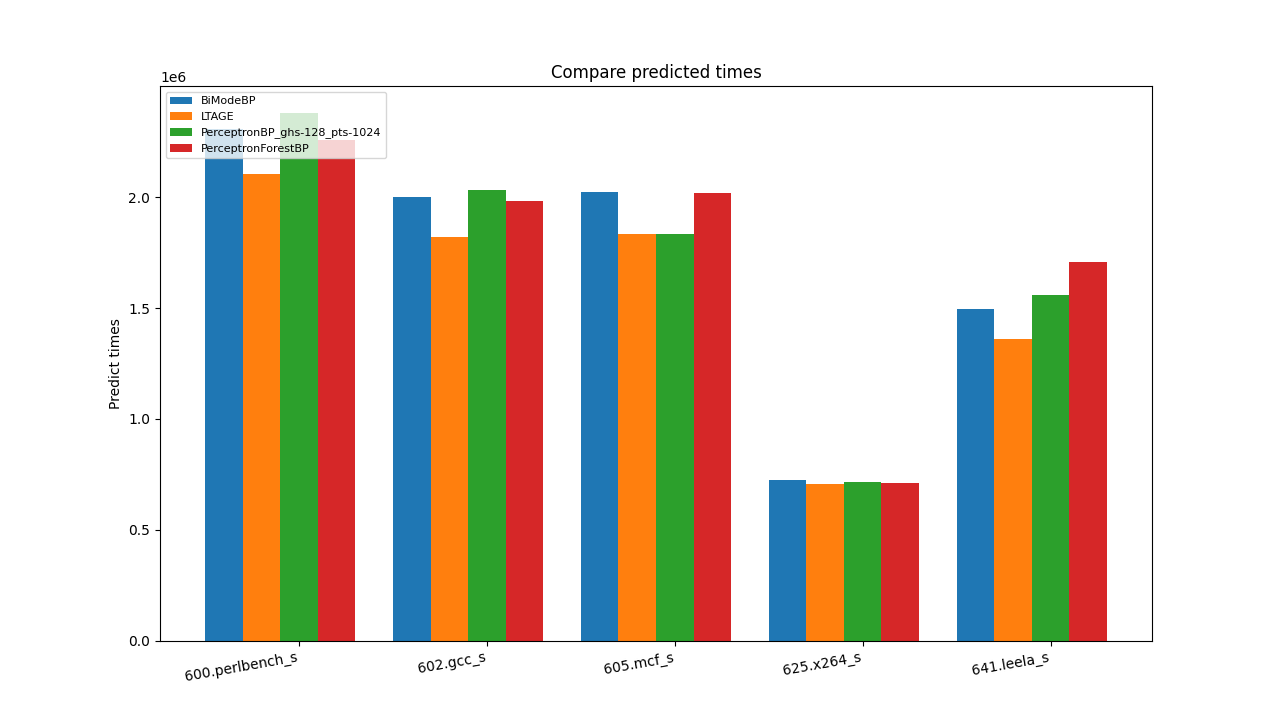 Compare predicted times
1e6
BiModeBP
LTAGE
PerceptronBP_ghs-128_pts-1024
PerceptronForestBP
2.0
1.5
1.0
0.5
0.0
Predict times
600.perlbench_s
602.gcc_s
605.mcf_s
625.x264_s
641.leela_s